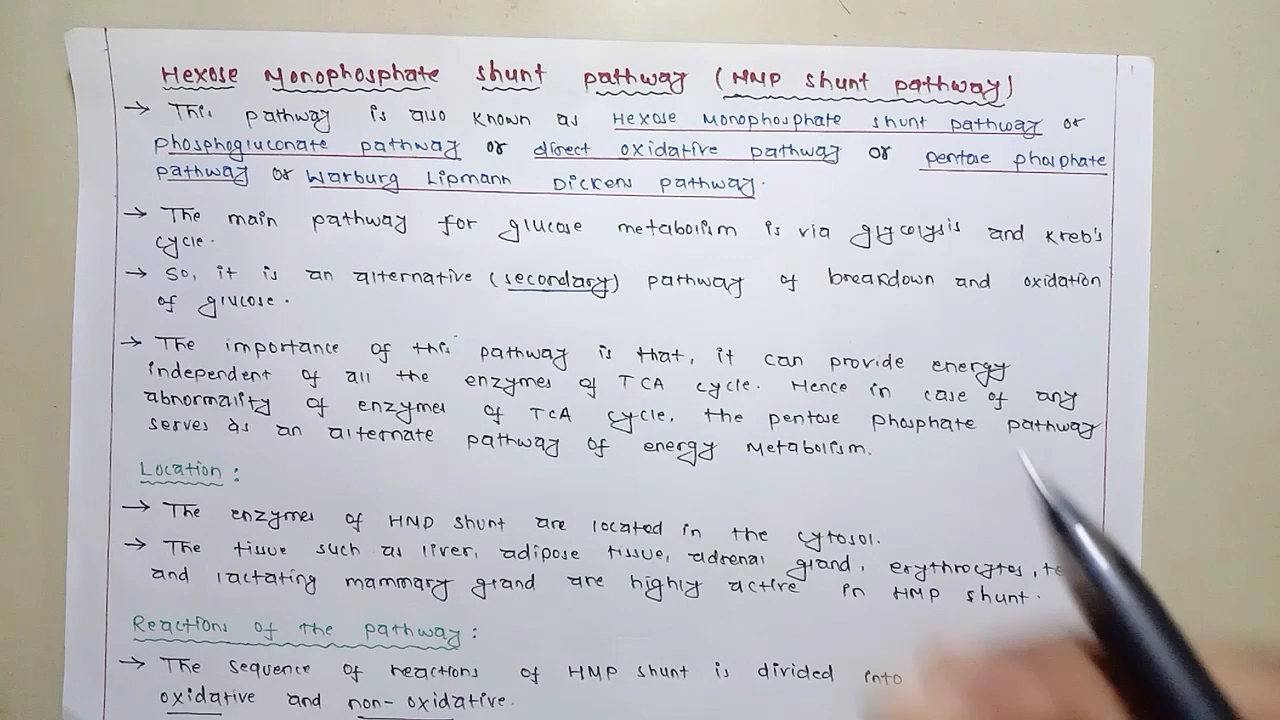 Hexose Monophosphate shunt pathway (HMP shunt pathway)
→ This pathway is also known as Hexose Monophosphate shunt pathway or
phosphogluconate pathway or direct oxidative pathway or pentose phosphate
pathway or Warburg Lipmann Dickens pathway.
→ The main pathway for glucose metabolism is via glycolysis and Kreb's
cycle.
→ So, it is an alternative (secondary) pathway of breakdown and oxidation
of glucose.
→ The importance of this pathway is that, it can provide energy
independent of all the enzymes of TCA cycle. Hence in case of any
abnormality of enzymes of TCA cycle, the pentose phosphate pathway
serves as an alternate pathway of energy metabolism.
Location :
→ The enzymes of HMP shunt are located in the cytosol.
→ The tissue such as liver, adipose tissue, adrenal gland, erythrocytes,
and lactating mammary gland are highly active in HMP shunt.
Reactions of the pathway :
→ The sequence of reactions of HMP shunt is divided into
oxidative and non-oxidative.